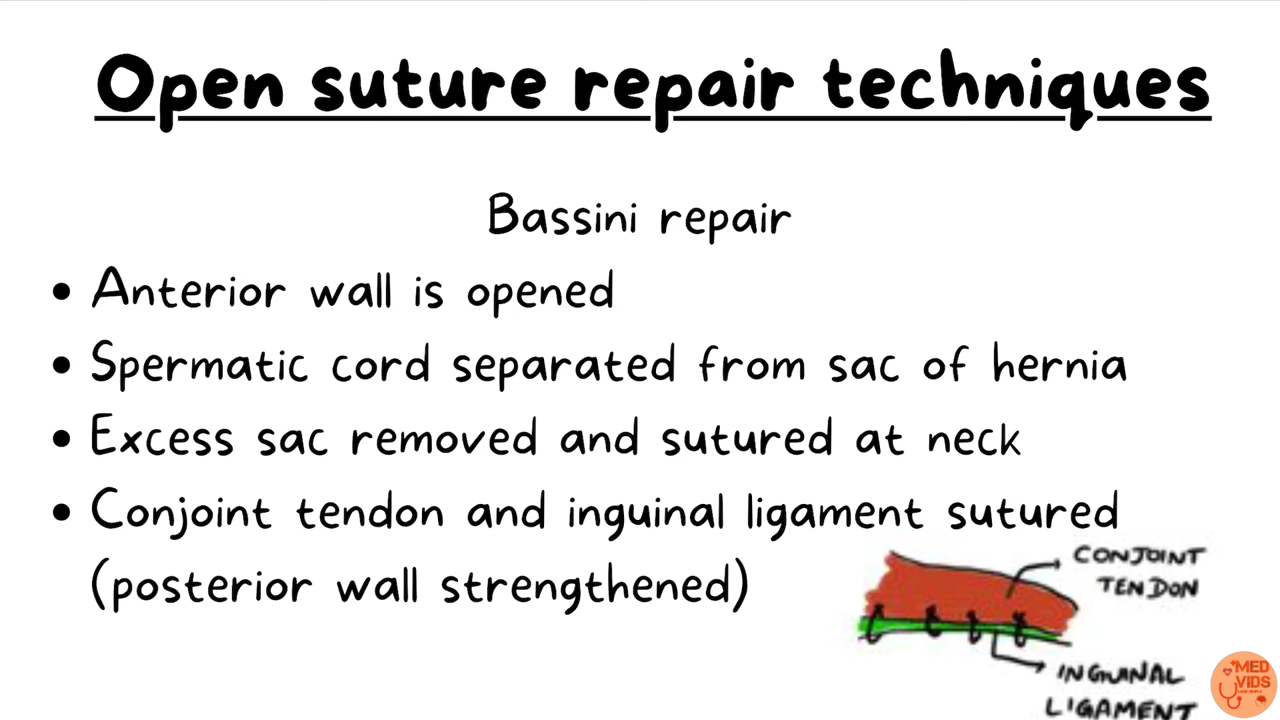 Open suture repair techniques
Bassini repair
• Anterior wall is opened
• Spermatic cord separated from sac of hernia
• Excess sac removed and sutured at neck
• Conjoint tendon and inguinal ligament sutured
(posterior wall strengthened)
CONJOINT
TENDON
INGUINAL
LIGAMENT
MED
VIDS